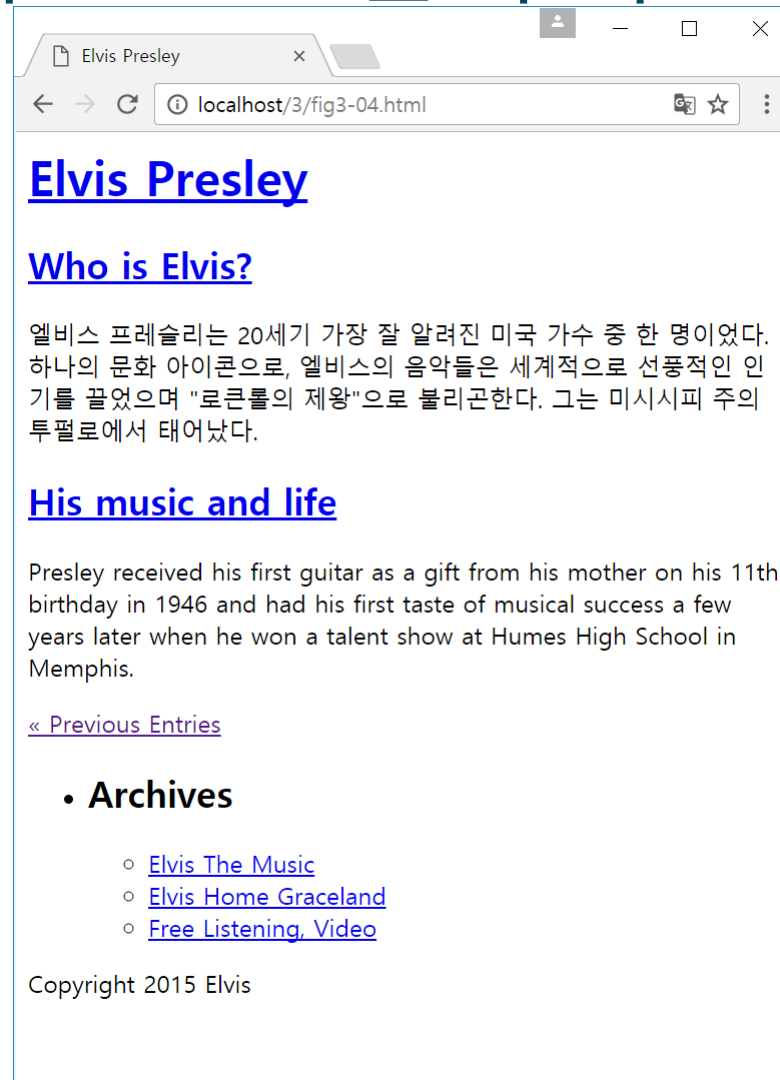 Elvis Presley
localhost/3/fig3-04.html
Elvis Presley
Who is Elvis?
엘비스 프레슬리는 20세기 가장 잘 알려진 미국 가수 중 한 명이었다.
하나의 문화 아이콘으로, 엘비스의 음악들은 세계적으로 선풍적인 인
기를 끌었으며 "로큰롤의 제왕"으로 불리곤한다. 그는 미시시피 주의
투펄로에서 태어났다.
His music and life
Presley received his first guitar as a gift from his mother on his 11th
birthday in 1946 and had his first taste of musical success a few
years later when he won a talent show at Humes High School in
Memphis.
« Previous Entries
Archives
Elvis The Music
Elvis Home Graceland
Free Listening, Video
Copyright 2015 Elvis